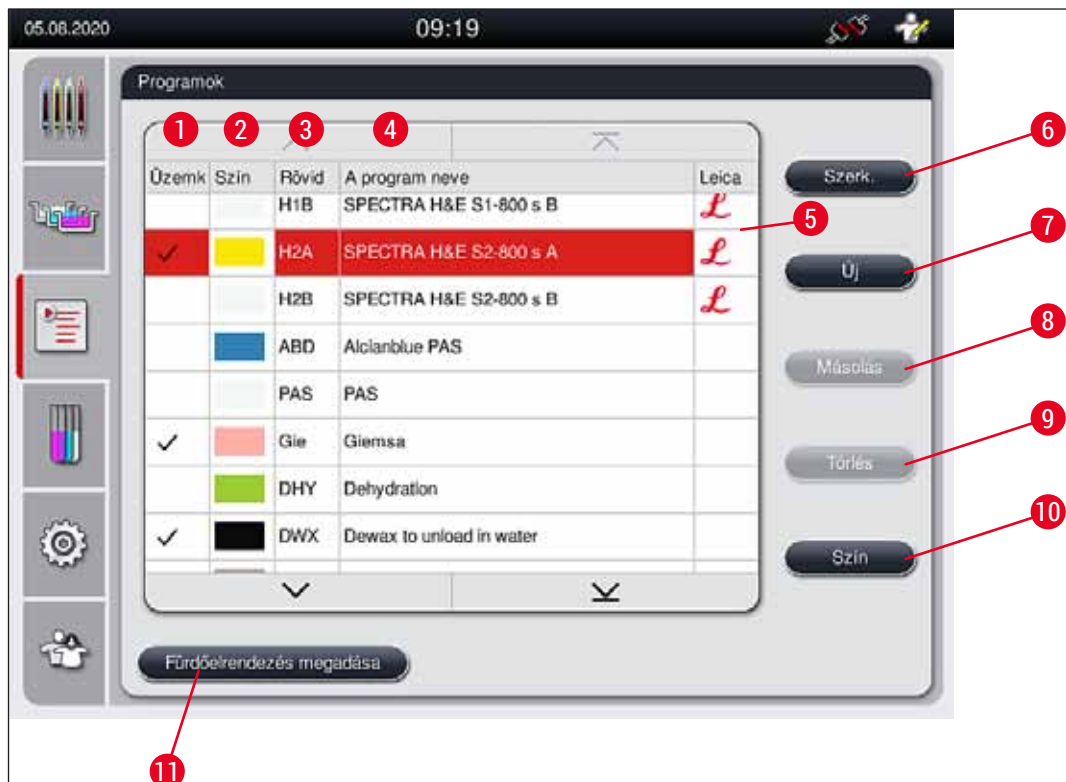 05.08.2020 09:19
Programok
1 2 3 4
Üzemk Szín Rövid A program neve Leica
H1B SPECTRA H&E S1-800 s B L
H2A SPECTRA H&E S2-800 s A L
H2B SPECTRA H&E S2-800 s B L
ABD Alcianblue PAS
PAS PAS
Gie Giemsa
DHY Dehydration
DWX Dewax to unload in water
Fürdőelrendezés megadása
Szerk.
Új
Másolás
Törlés
Szín
5
6
7
8
9
10
11